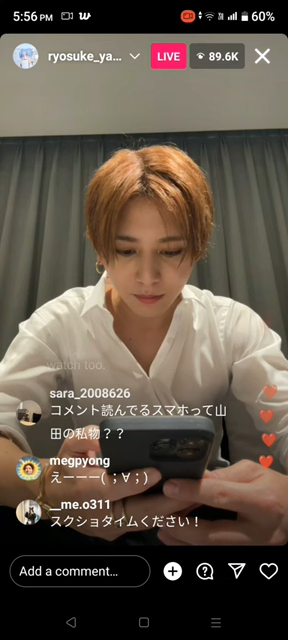 5:56 PM
60%
ryosuke_ya...
LIVE
89.6K
watch too.
sara_2008626
コメント読んでるスマホって山
田の私物？？
megpyong
えーーー( ；∀；)
__me.o311
スクショタイムください！
Add a comment...